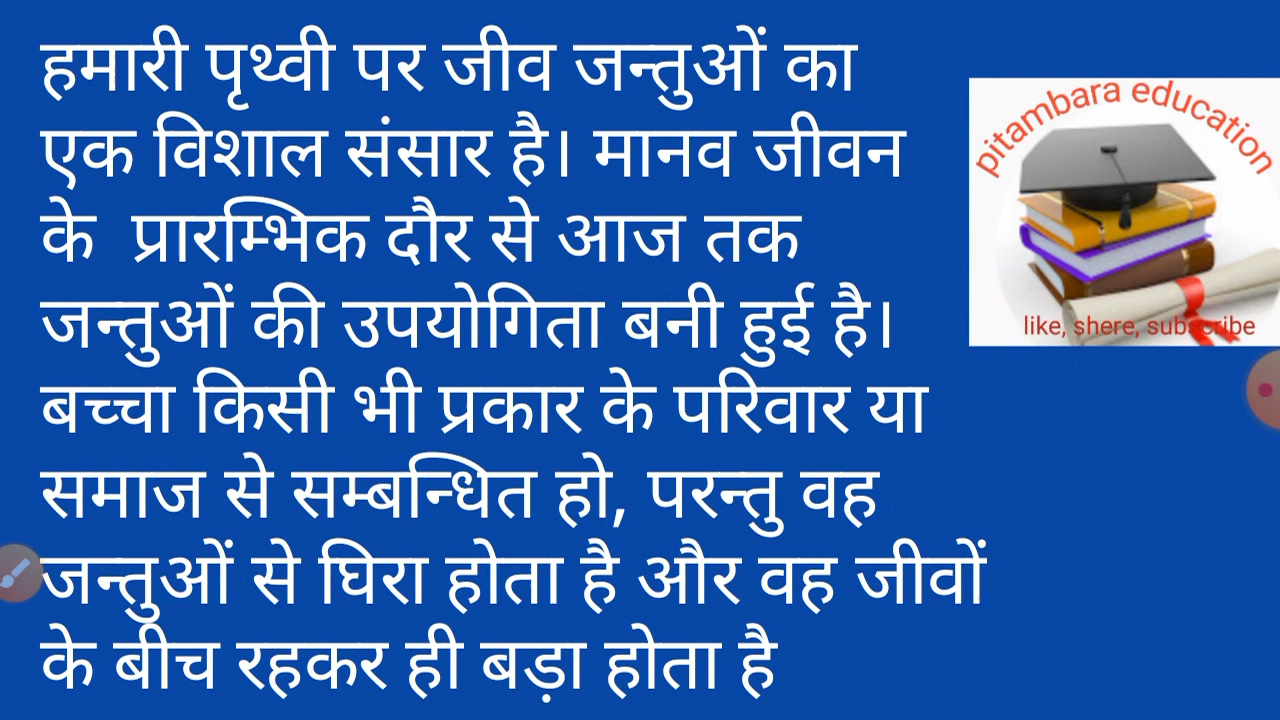 हमारी पृथ्वी पर जीव जन्तुओं का
एक विशाल संसार है। मानव जीवन
के प्रारम्भिक दौर से आज तक
जन्तुओं की उपयोगिता बनी हुई है।
बच्चा किसी भी प्रकार के परिवार या
समाज से सम्बन्धित हो, परन्तु वह
जन्तुओं से घिरा होता है और वह जीवों
के बीच रहकर ही बड़ा होता है
pitambara education
like, shere, subscribe